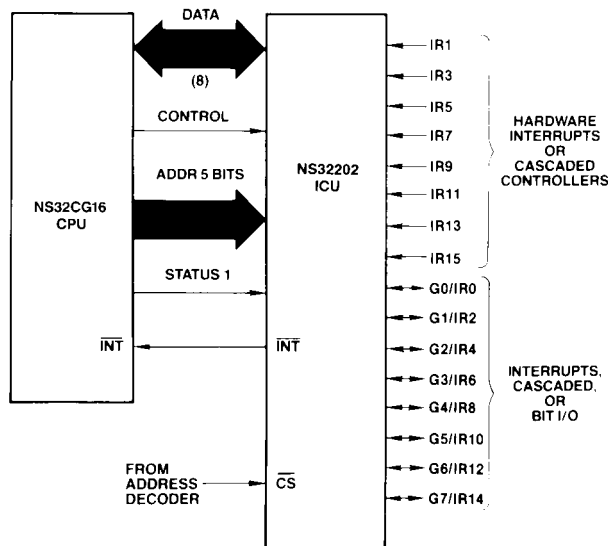 DATA
(8)
CONTROL
ADDR 5 BITS
STATUS 1
NS32CG16
CPU
INT
NS32202
ICU
INT
FROM
ADDRESS
DECODER
CS
IR1
IR3
IR5
IR7
IR9
IR11
IR13
IR15
HARDWARE
INTERRUPTS
OR
CASCADED
CONTROLLERS
G0/IR0
G1/IR2
G2/IR4
G3/IR6
G4/IR8
G5/IR10
G6/IR12
G7/IR14
INTERRUPTS,
CASCADED,
OR
BIT I/O